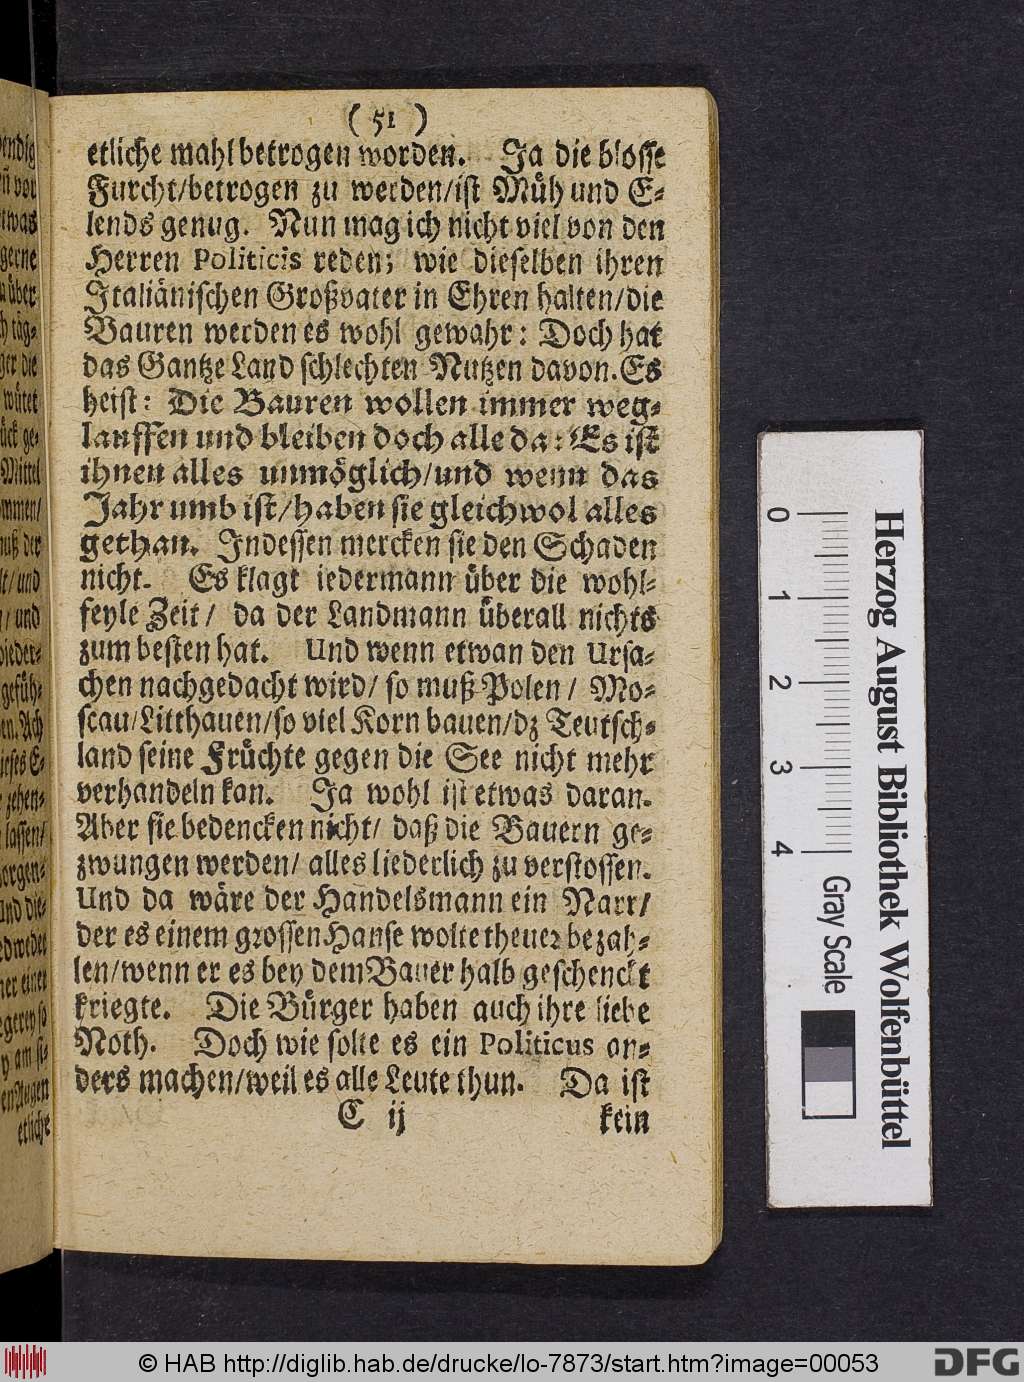 ( 51 )
etliche mahl betrogen worden. Ja die blosse
Furcht/betrogen zu werden/ist Müh und E-
lends genug. Nun mag ich nicht viel von den
Herren Politicis reden; wie dieselben ihren
Italiänischen Großvater in Ehren halten/die
Bauren werden es wohl gewahr: Doch hat
das Gantze Land schlechten Nutzen davon. Es
heist: Die Bauren wollen immer weg-
lauffen und bleiben doch alle da: Es ist
ihnen alles unmöglich/und wenn das
Jahr umb ist/haben sie gleichwol alles
gethan. Indessen mercken sie den Schaden
nicht. Es klagt iedermann über die wohl-
feyle Zeit/ da der Landmann überall nichts
zum besten hat. Und wenn etwan den Ursa-
chen nachgedacht wird/ so muß Polen / Mo-
scau/Litthauen/so viel Korn bauen/dz Teutsch-
land seine Früchte gegen die See nicht mehr
verhandeln kan. Ja wohl ist etwas daran.
Aber sie bedencken nicht/ daß die Bauern ge-
zwungen werden/ alles liederlich zu verstossen.
Und da wäre der Handelsmann ein Narr/
der es einem grossen Hanse wolte theuer bezah-
len/wenn er es bey dem Bauer halb geschenckt
kriegte. Die Bürger haben auch ihre liebe
Noth. Doch wie solte es ein Politicus an-
ders machen/weil es alle Leute thun. Da ist
C ij kein
etliche
Herzog August Bibliothek Wolfenbüttel
0 1 2 3 4
Gray Scale
© HAB http://diglib.hab.de/drucke/lo-7873/start.htm?image=00053
DFG